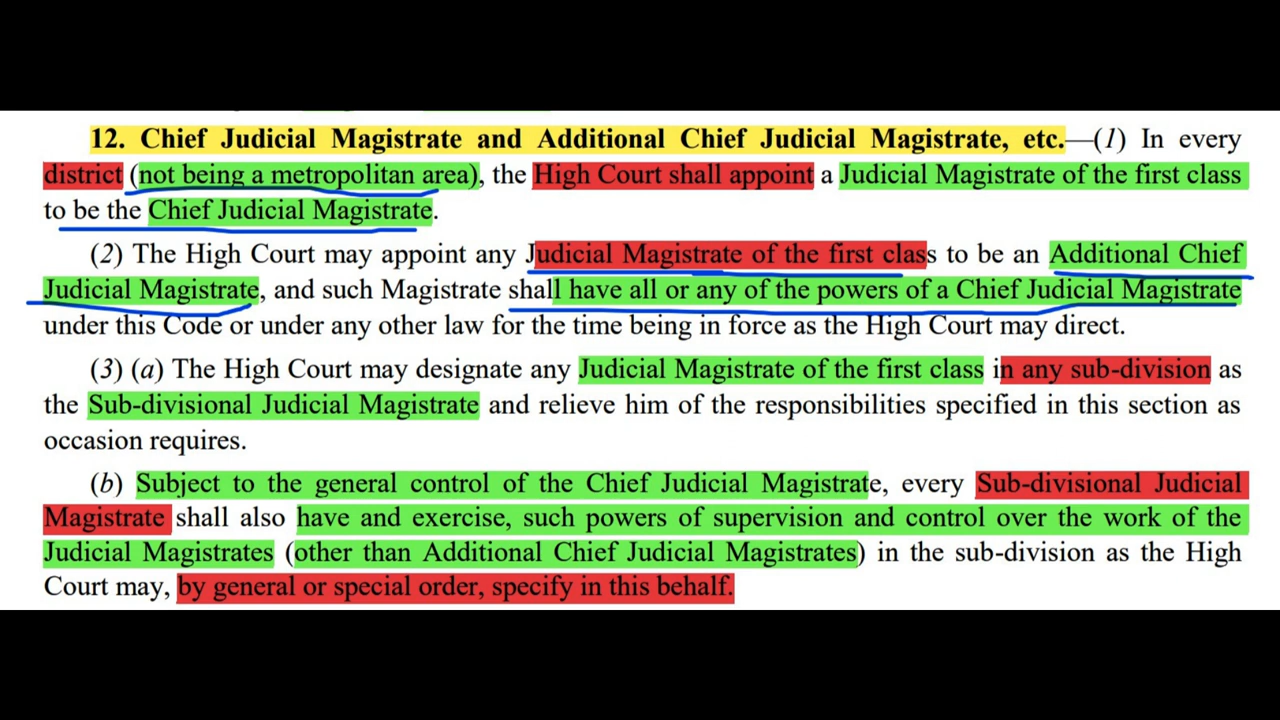 12. Chief Judicial Magistrate and Additional Chief Judicial Magistrate, etc.—(1) In every
district (not being a metropolitan area), the High Court shall appoint a Judicial Magistrate of the first class
to be the Chief Judicial Magistrate.
(2) The High Court may appoint any Judicial Magistrate of the first class to be an Additional Chief
Judicial Magistrate, and such Magistrate shall have all or any of the powers of a Chief Judicial Magistrate
under this Code or under any other law for the time being in force as the High Court may direct.
(3) (a) The High Court may designate any Judicial Magistrate of the first class in any sub-division as
the Sub-divisional Judicial Magistrate and relieve him of the responsibilities specified in this section as
occasion requires.
(b) Subject to the general control of the Chief Judicial Magistrate, every Sub-divisional Judicial
Magistrate shall also have and exercise, such powers of supervision and control over the work of the
Judicial Magistrates (other than Additional Chief Judicial Magistrates) in the sub-division as the High
Court may, by general or special order, specify in this behalf.